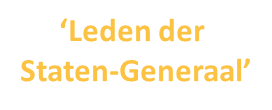 ‘Leden der
Staten-Generaal’